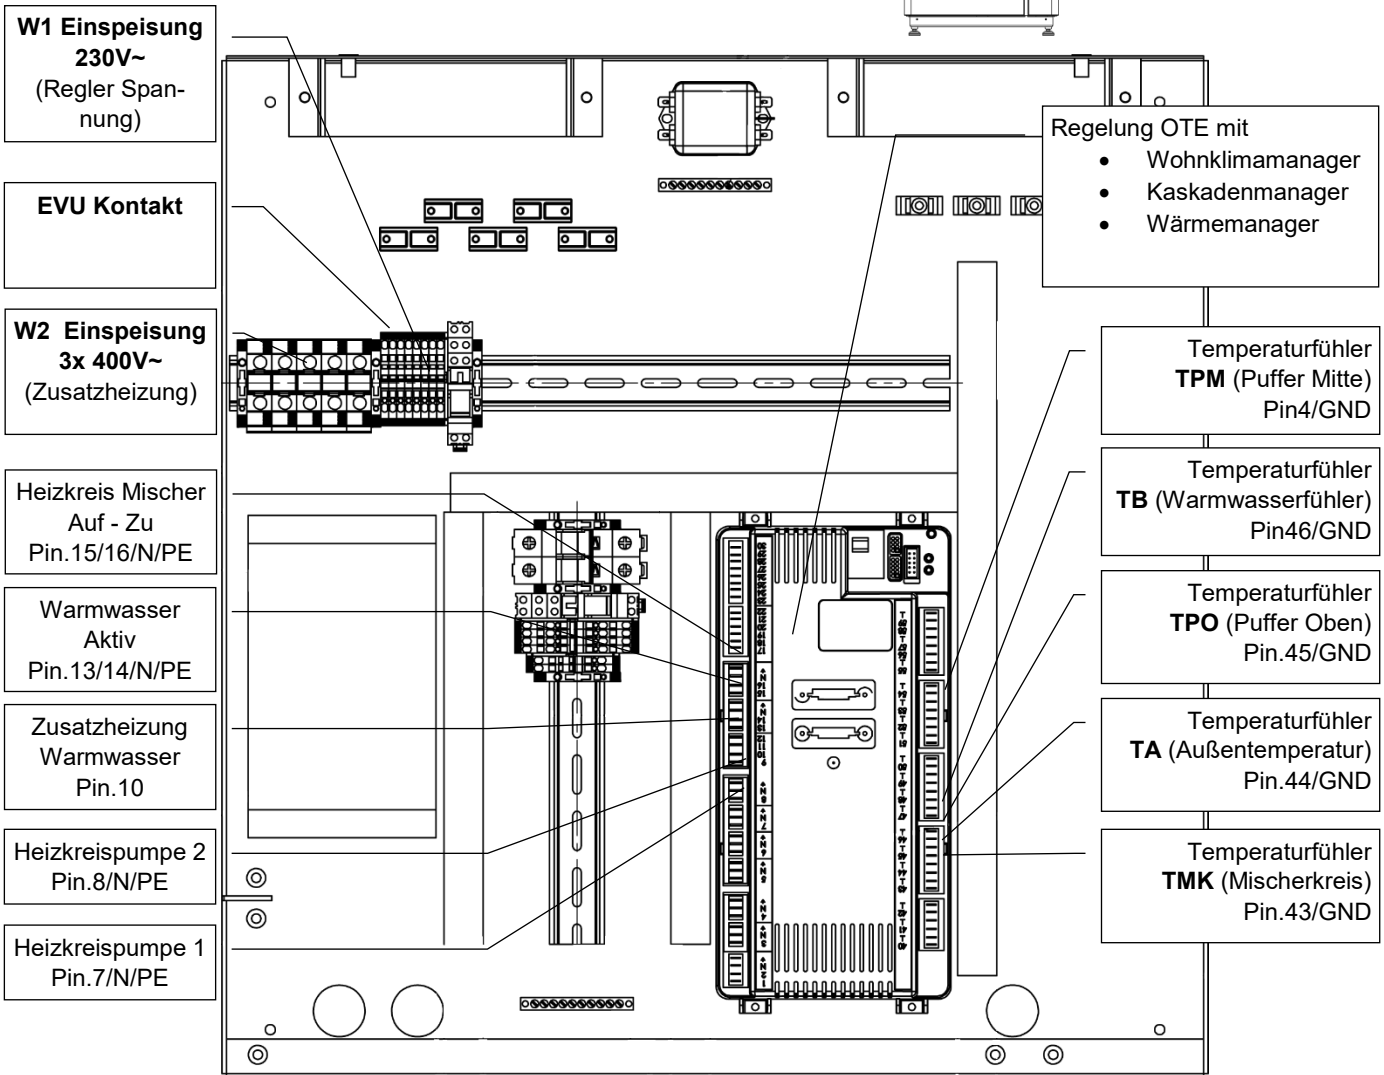 W1 Einspeisung
230V~
(Regler Span-
nung)
EVU Kontakt
W2 Einspeisung
3x 400V~
(Zusatzheizung)
Heizkreis Mischer
Auf - Zu
Pin.15/16/N/PE
Warmwasser
Aktiv
Pin.13/14/N/PE
Zusatzheizung
Warmwasser
Pin.10
Heizkreispumpe 2
Pin.8/N/PE
Heizkreispumpe 1
Pin.7/N/PE
Regelung OTE mit
• Wohnklimamanager
• Kaskadenmanager
• Wärmemanager
Temperaturfühler
TPM (Puffer Mitte)
Pin4/GND
Temperaturfühler
TB (Warmwasserfühler)
Pin46/GND
Temperaturfühler
TPO (Puffer Oben)
Pin.45/GND
Temperaturfühler
TA (Außentemperatur)
Pin.44/GND
Temperaturfühler
TMK (Mischerkreis)
Pin.43/GND